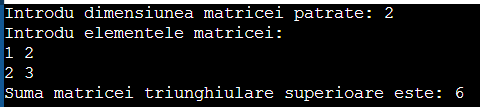 Introdu dimensiunea matricei patrate: 2
Introdu elementele matricei:
1 2
2 3
Suma matricei triunghiulare superioare este: 6